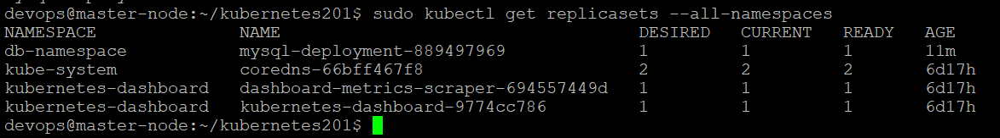 devops@master-node:~/kubernetes201$ sudo kubectl get replicasets --all-namespaces
NAMESPACE NAME DESIRED CURRENT READY AGE
db-namespace mysql-deployment-889497969 1 1 1 11m
kube-system coredns-66bff467f8 2 2 2 6d17h
kubernetes-dashboard dashboard-metrics-scraper-694557449d 1 1 1 6d17h
kubernetes-dashboard kubernetes-dashboard-9774cc786 1 1 1 6d17h
devops@master-node:~/kubernetes201$